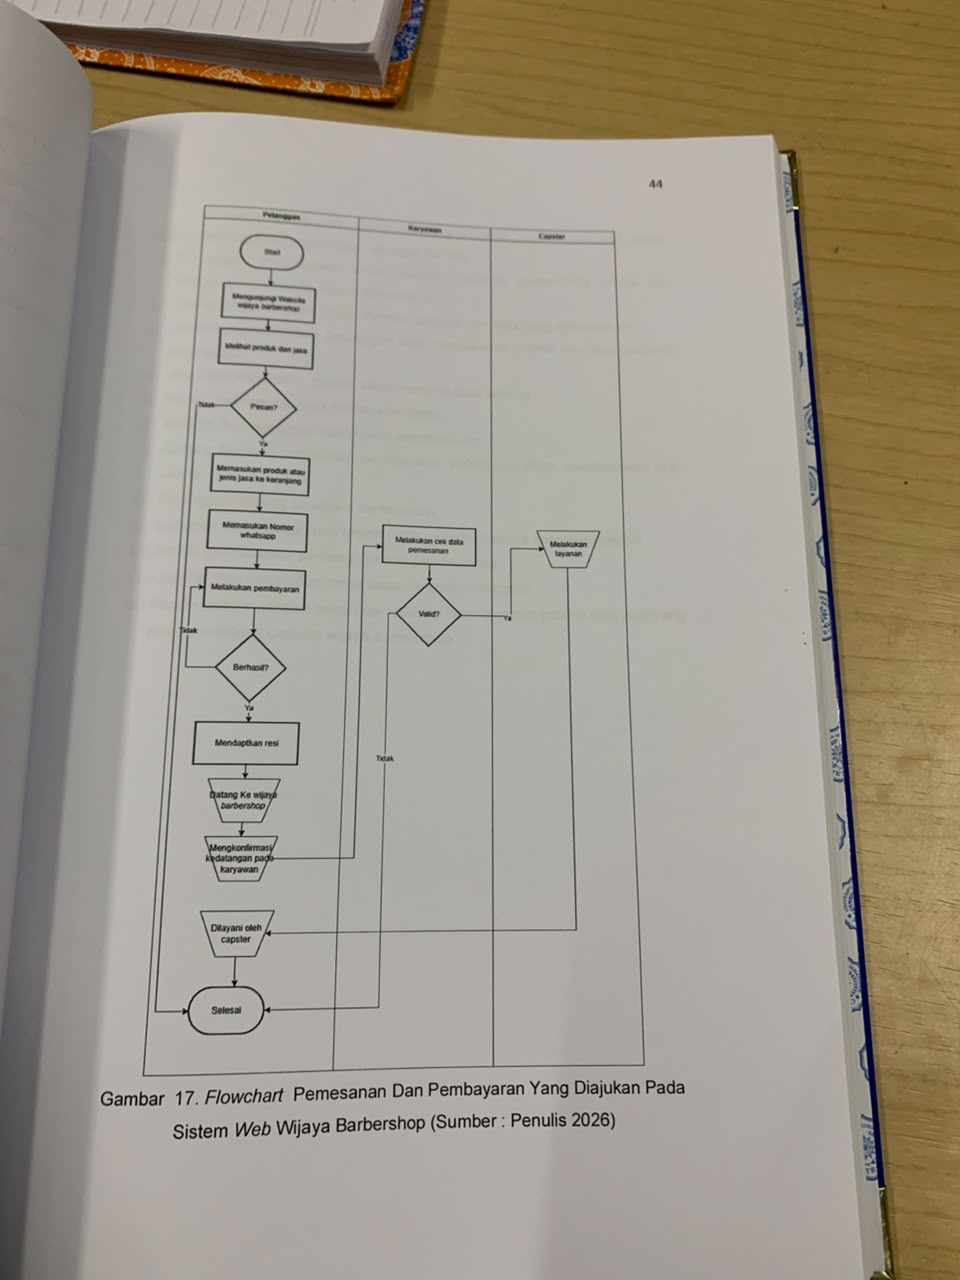 44
Pelanggan
Karyawan
Capster
Start
Mengunjungi Website
wijaya barbershop
Melihat produk dan jasa
Tidak
Pesan?
Ya
Memasukan produk atau
jenis jasa ke keranjang
Memasukan Nomor
whatsapp
Melakukan pembayaran
Tidak
Berhasil?
Ya
Mendaptkan resi
Datang Ke wijaya
barbershop
Mengkonfirmasi
kedatangan pada
karyawan
Melakukan cek data
pemesanan
Valid?
Ya
Tidak
Melakukan
layanan
Dilayani oleh
capster
Selesai
Gambar 17. Flowchart Pemesanan Dan Pembayaran Yang Diajukan Pada
Sistem Web Wijaya Barbershop (Sumber : Penulis 2026)